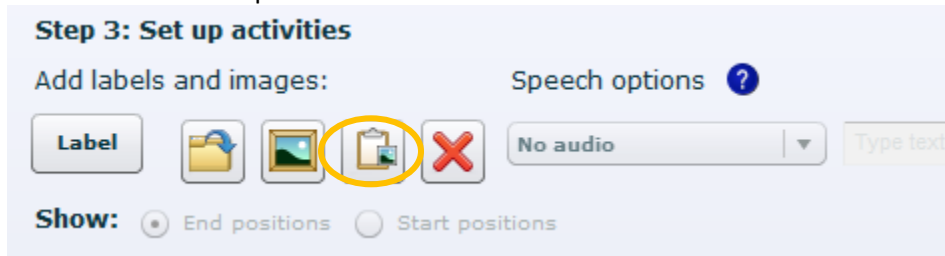 Step 3: Set up activities
Add labels and images: Speech options ?
Label No audio Type text
Show: End positions Start positions